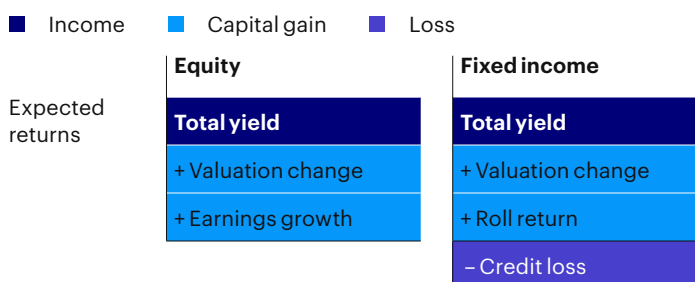 Income Capital gain Loss
Equity Fixed income
Expected
returns
Total yield Total yield
+ Valuation change + Valuation change
+ Earnings growth + Roll return
– Credit loss